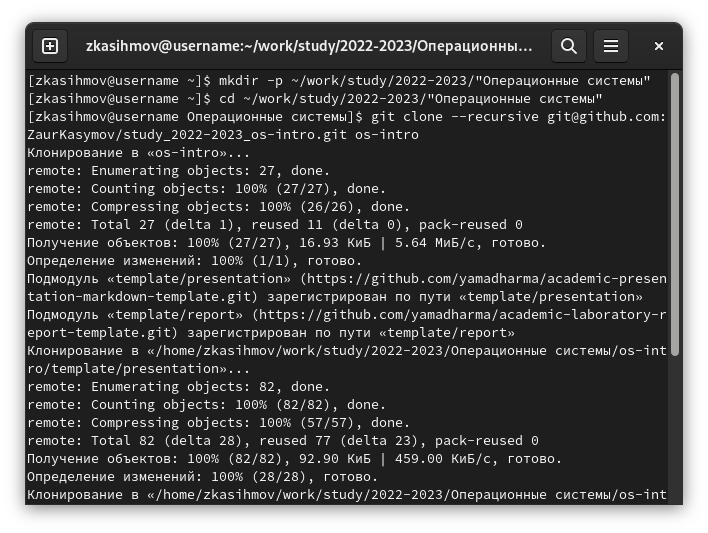 zkasihmov@username:~/work/study/2022-2023/Операционны...
[zkasihmov@username ~]$ mkdir -p ~/work/study/2022-2023/"Операционные системы"
[zkasihmov@username ~]$ cd ~/work/study/2022-2023/"Операционные системы"
[zkasihmov@username Операционные системы]$ git clone --recursive git@github.com:
ZaurKasymov/study_2022-2023_os-intro.git os-intro
Клонирование в «os-intro»...
remote: Enumerating objects: 27, done.
remote: Counting objects: 100% (27/27), done.
remote: Compressing objects: 100% (26/26), done.
remote: Total 27 (delta 1), reused 11 (delta 0), pack-reused 0
Получение объектов: 100% (27/27), 16.93 КиБ | 5.64 МиБ/с, готово.
Определение изменений: 100% (1/1), готово.
Подмодуль «template/presentation» (https://github.com/yamadharma/academic-presen
tation-markdown-template.git) зарегистрирован по пути «template/presentation»
Подмодуль «template/report» (https://github.com/yamadharma/academic-laboratory-r
eport-template.git) зарегистрирован по пути «template/report»
Клонирование в «/home/zkasihmov/work/study/2022-2023/Операционные системы/os-int
ro/template/presentation»...
remote: Enumerating objects: 82, done.
remote: Counting objects: 100% (82/82), done.
remote: Compressing objects: 100% (57/57), done.
remote: Total 82 (delta 28), reused 77 (delta 23), pack-reused 0
Получение объектов: 100% (82/82), 92.90 КиБ | 459.00 КиБ/с, готово.
Определение изменений: 100% (28/28), готово.
Клонирование в «/home/zkasihmov/work/study/2022-2023/Операционные системы/os-int